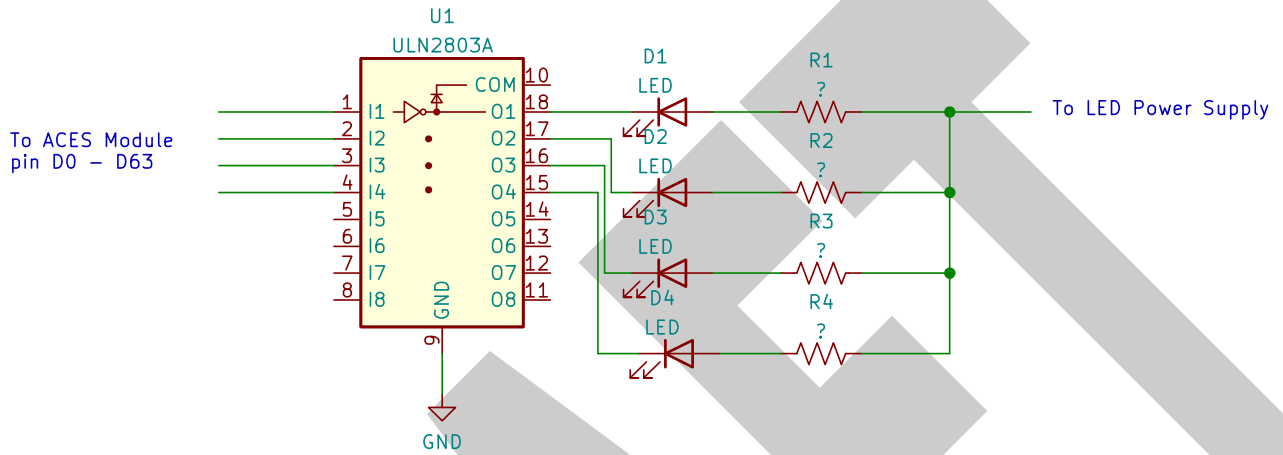 U1
ULN2803A
To ACES Module
pin D0 - D63
1 I1
2 I2
3 I3
4 I4
5 I5
6 I6
7 I7
8 I8
COM 10
O1 18
O2 17
O3 16
O4 15
O5 14
O6 13
O7 12
O8 11
GND
9
GND
D1
LED
D2
LED
D3
LED
D4
LED
R1
?
R2
?
R3
?
R4
?
To LED Power Supply